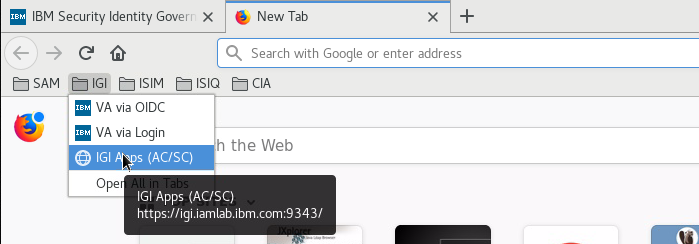 IBM Security Identity Gover
New Tab
Search with Google or enter address
SAM IGI ISIM ISIQ CIA
IBM VA via OIDC
IBM VA via Login
IGI Apps (AC/SC)
h the Web
Open All in Tabs
IGI Apps (AC/SC)
https://igi.iamlab.ibm.com:9343/